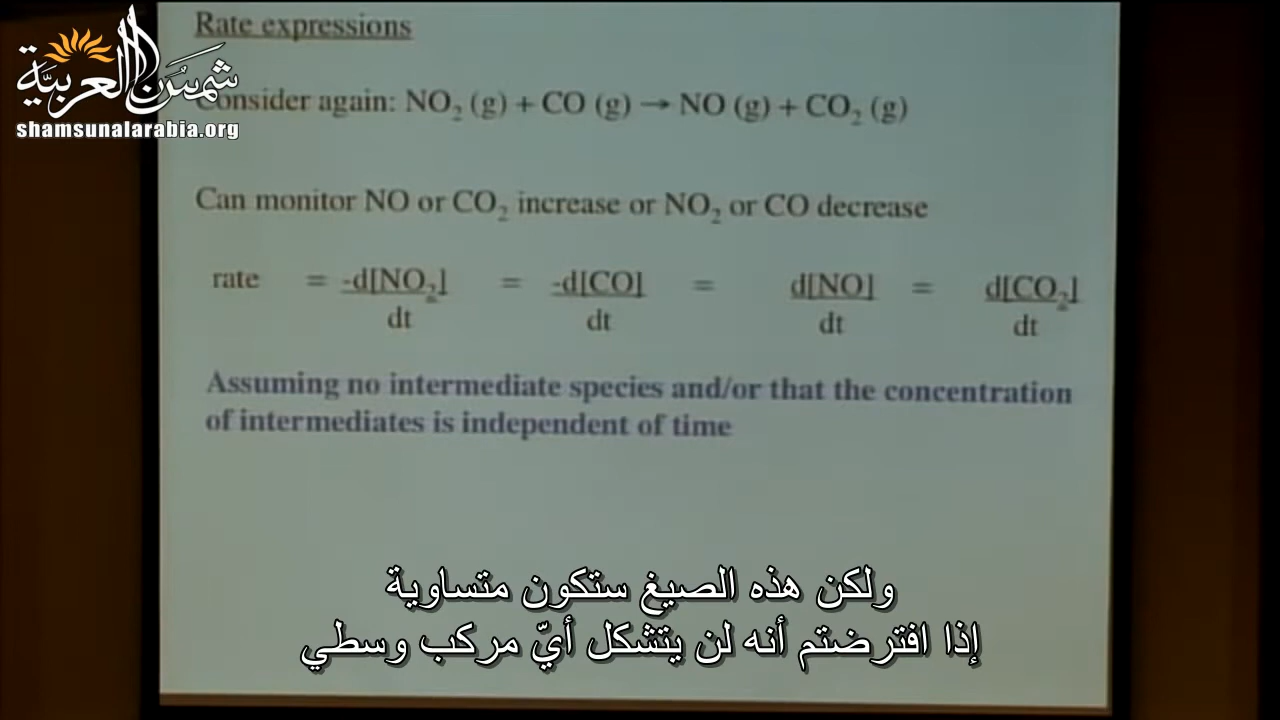 Rate expressions
شمس العربية
shamsunalarabia.org
Consider again: NO₂ (g) + CO (g) → NO (g) + CO₂ (g)
Can monitor NO or CO₂ increase or NO₂ or CO decrease
rate = -d[NO₂] = -d[CO] = d[NO] = d[CO₂]
dt dt dt dt
Assuming no intermediate species and/or that the concentration
of intermediates is independent of time
ولكن هذه الصيغ ستكون متساوية
إذا افترضتم أنه لن يتشكل أيّ مركب وسطي